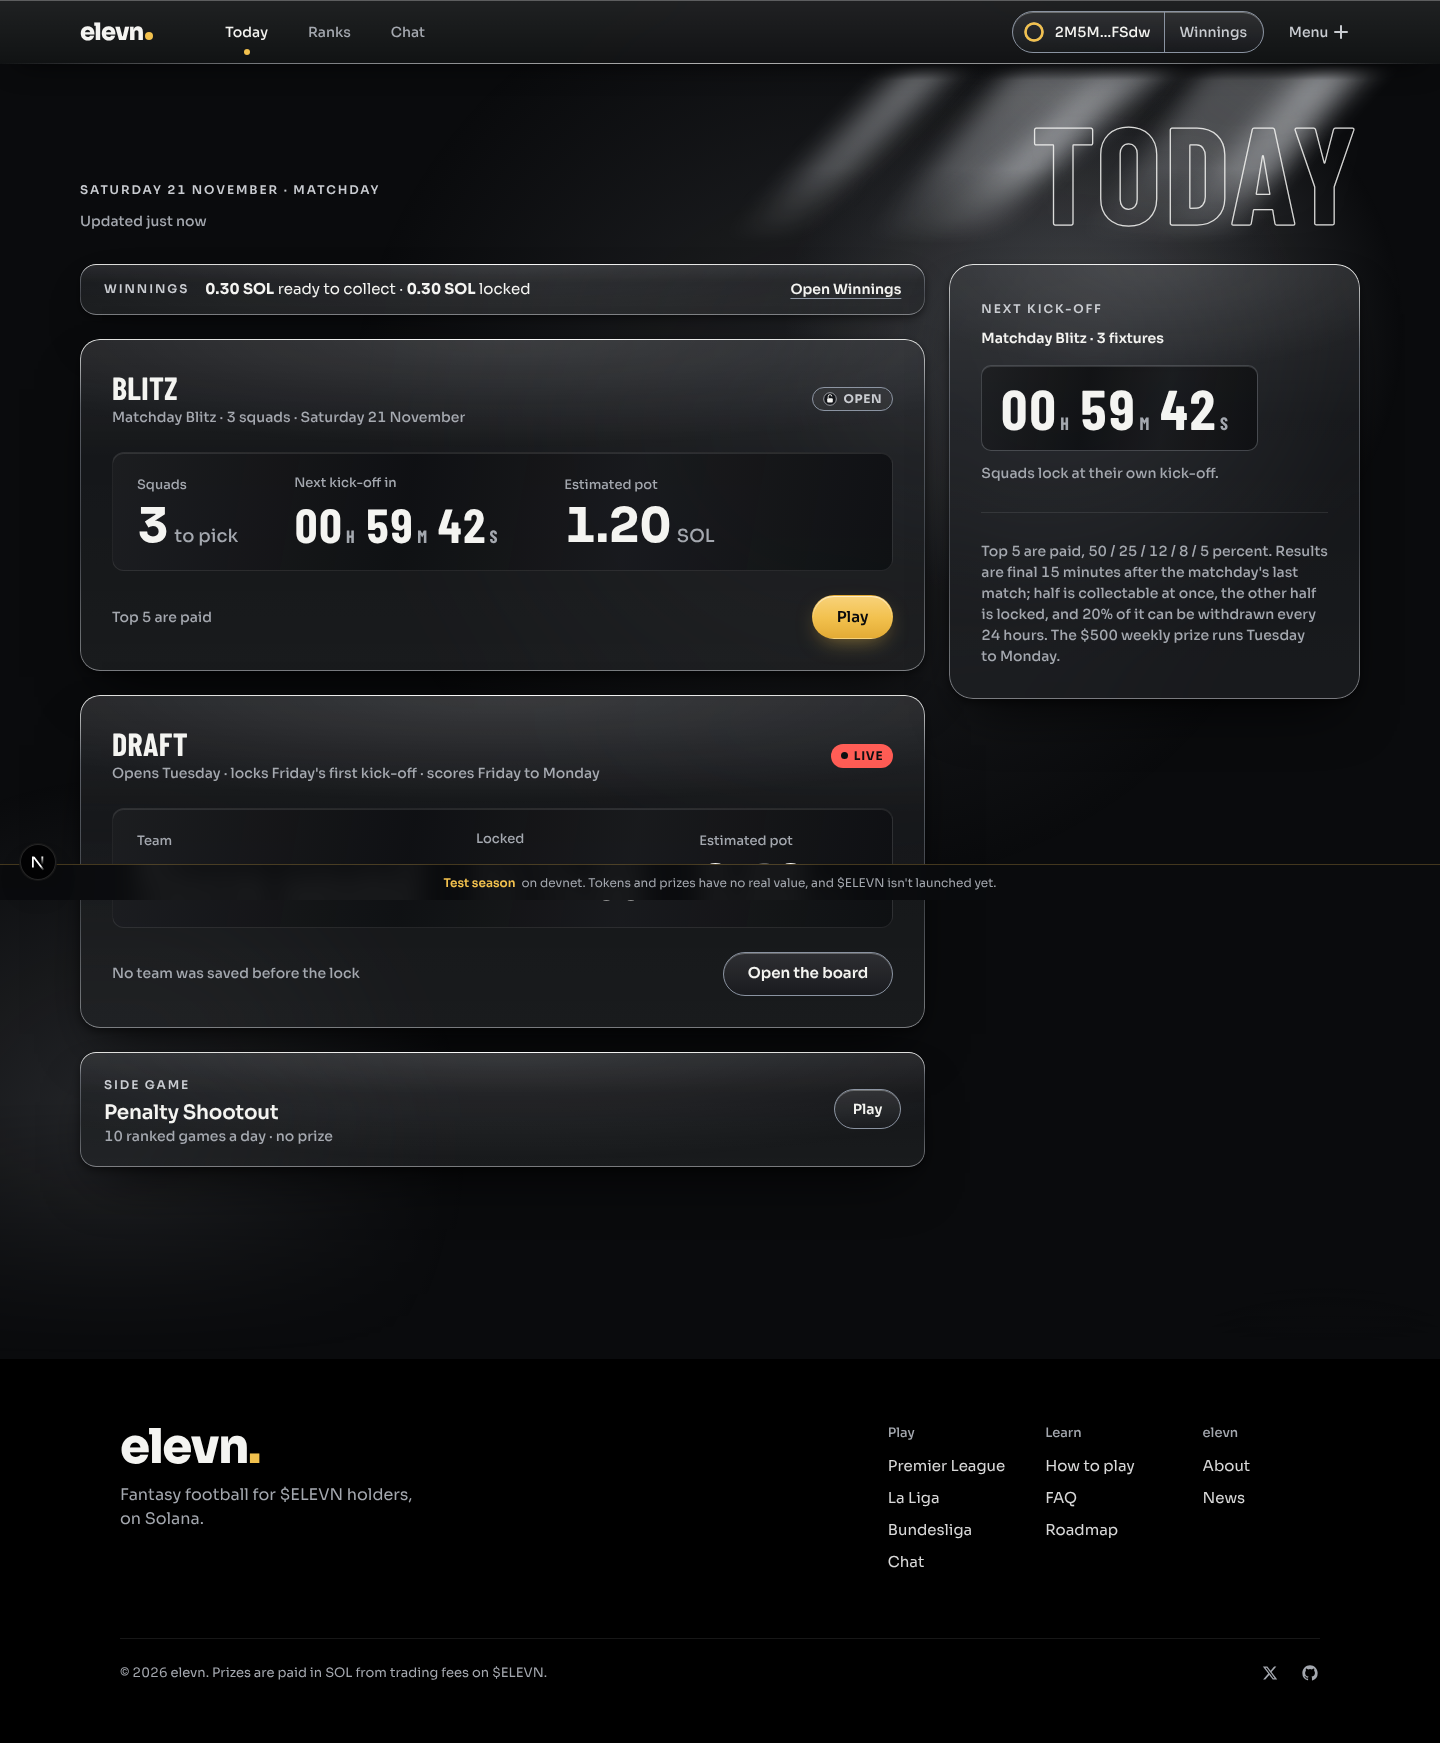 elevn.
Today
Ranks
Chat
2M5M...FSdw
Winnings
Menu
TODAY
SATURDAY 21 NOVEMBER · MATCHDAY
Updated just now
WINNINGS 0.30 SOL ready to collect · 0.30 SOL locked
Open Winnings
BLITZ
Matchday Blitz · 3 squads · Saturday 21 November
OPEN
Squads
3 to pick
Next kick-off in
00 H 59 M 42 S
Estimated pot
1.20 SOL
Top 5 are paid
Play
NEXT KICK-OFF
Matchday Blitz · 3 fixtures
00 H 59 M 42 S
Squads lock at their own kick-off.
Top 5 are paid, 50 / 25 / 12 / 8 / 5 percent. Results
are final 15 minutes after the matchday's last
match; half is collectable at once, the other half
is locked, and 20% of it can be withdrawn every
24 hours. The $500 weekly prize runs Tuesday
to Monday.
DRAFT
Opens Tuesday · locks Friday's first kick-off · scores Friday to Monday
LIVE
Team
Locked
Estimated pot
N
Test season on devnet. Tokens and prizes have no real value, and $ELEVN isn't launched yet.
No team was saved before the lock
Open the board
SIDE GAME
Penalty Shootout
10 ranked games a day · no prize
Play
elevn.
Fantasy football for $ELEVN holders,
on Solana.
Play
Premier League
La Liga
Bundesliga
Chat
Learn
How to play
FAQ
Roadmap
elevn
About
News
© 2026 elevn. Prizes are paid in SOL from trading fees on $ELEVN.